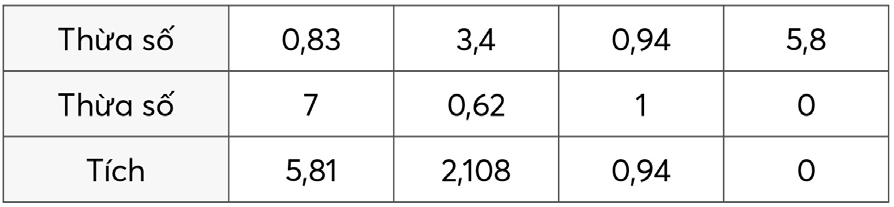 Thừa số 0,83 3,4 0,94 5,8
Thừa số 7 0,62 1 0
Tích 5,81 2,108 0,94 0